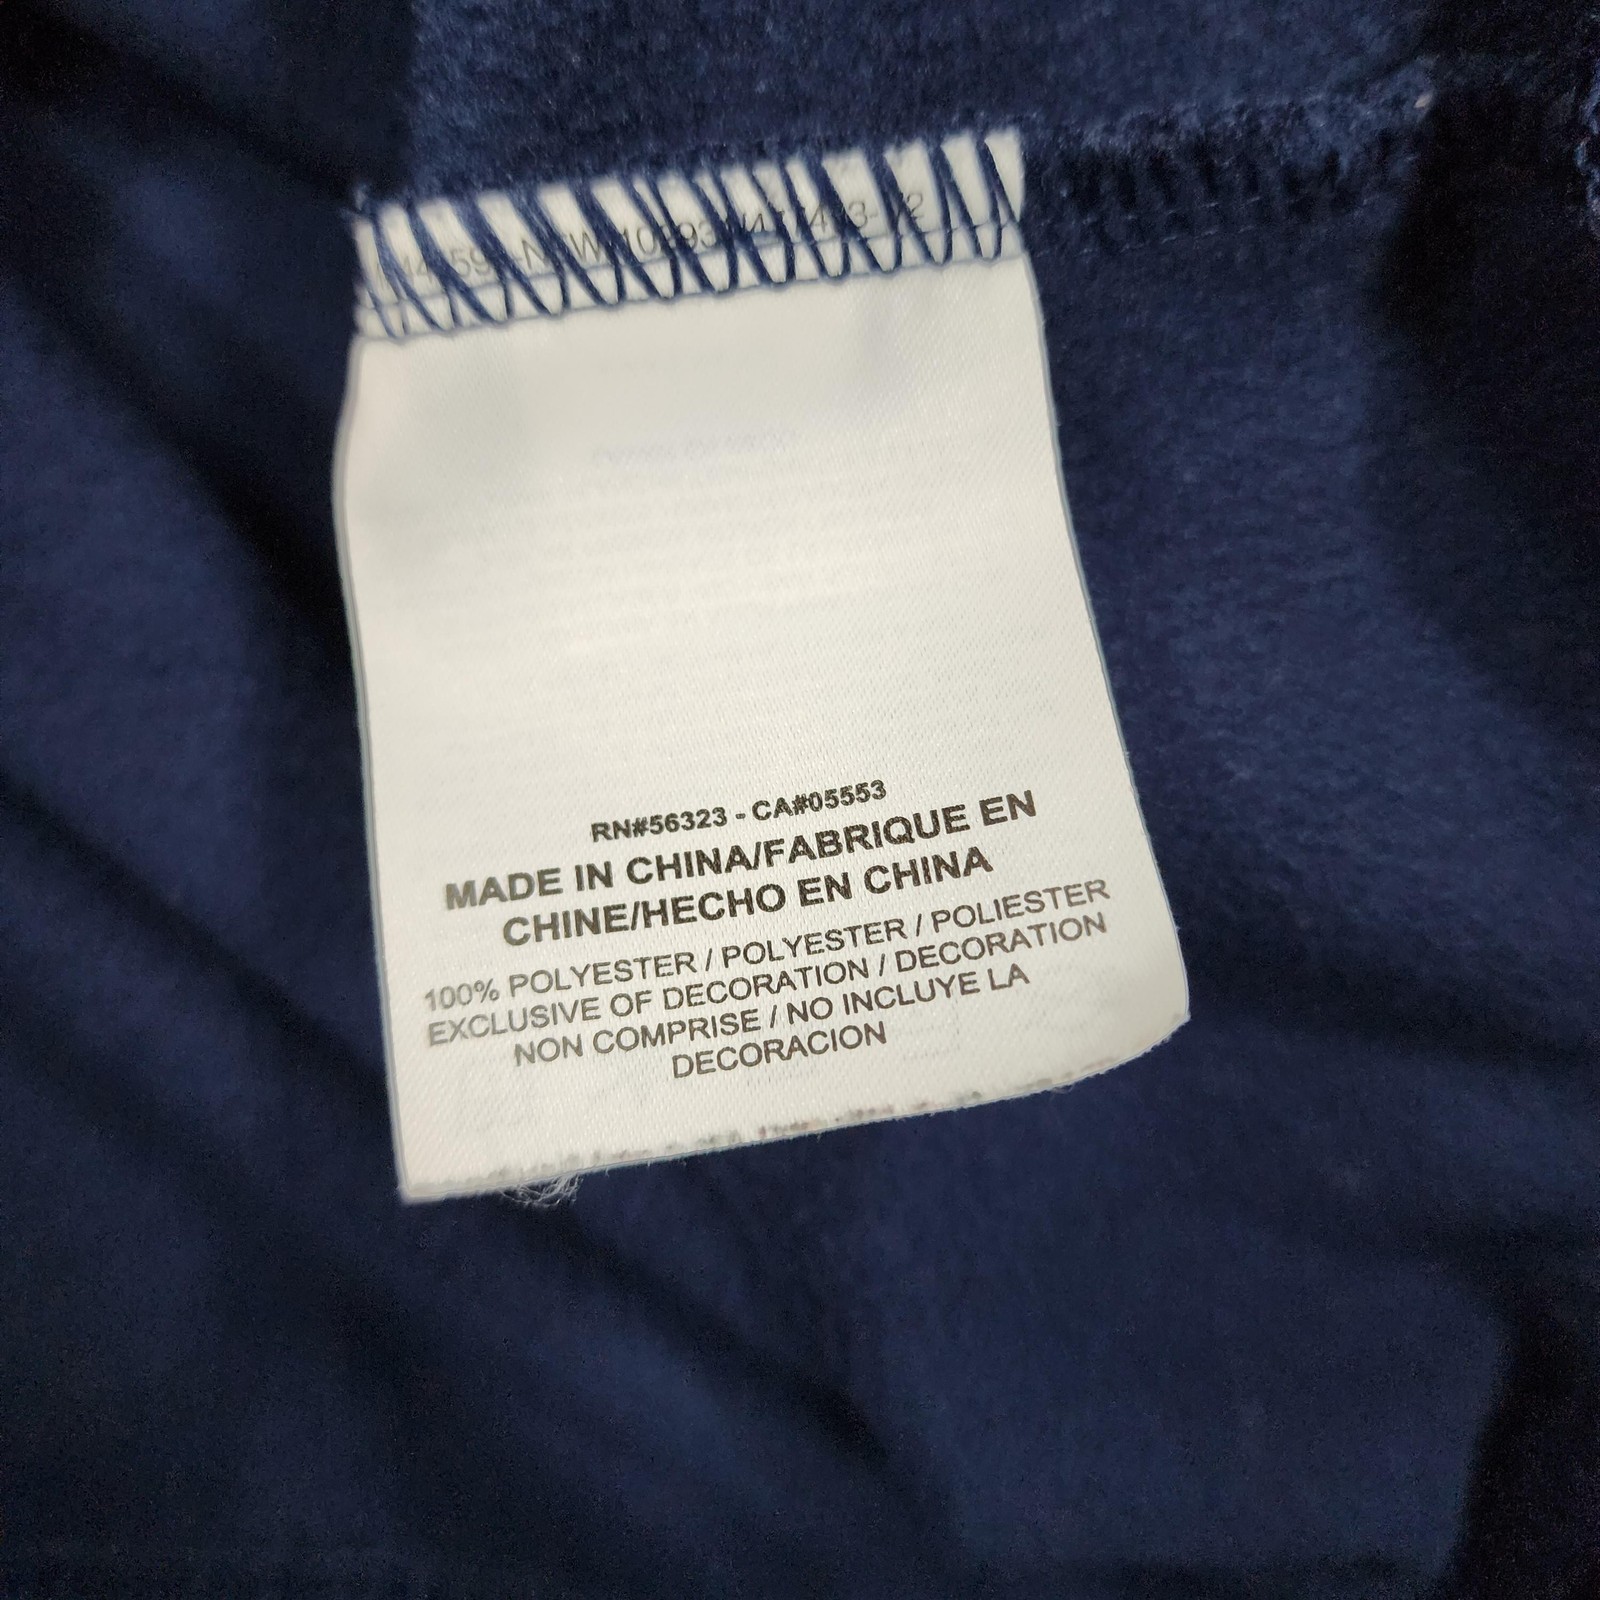 RN#56323 - CA#05553
MADE IN CHINA/FABRIQUE EN
CHINE/HECHO EN CHINA
100% POLYESTER / POLYESTER / POLIESTER
EXCLUSIVE OF DECORATION / DECORATION
NON COMPRISE / NO INCLUYE LA
DECORACION